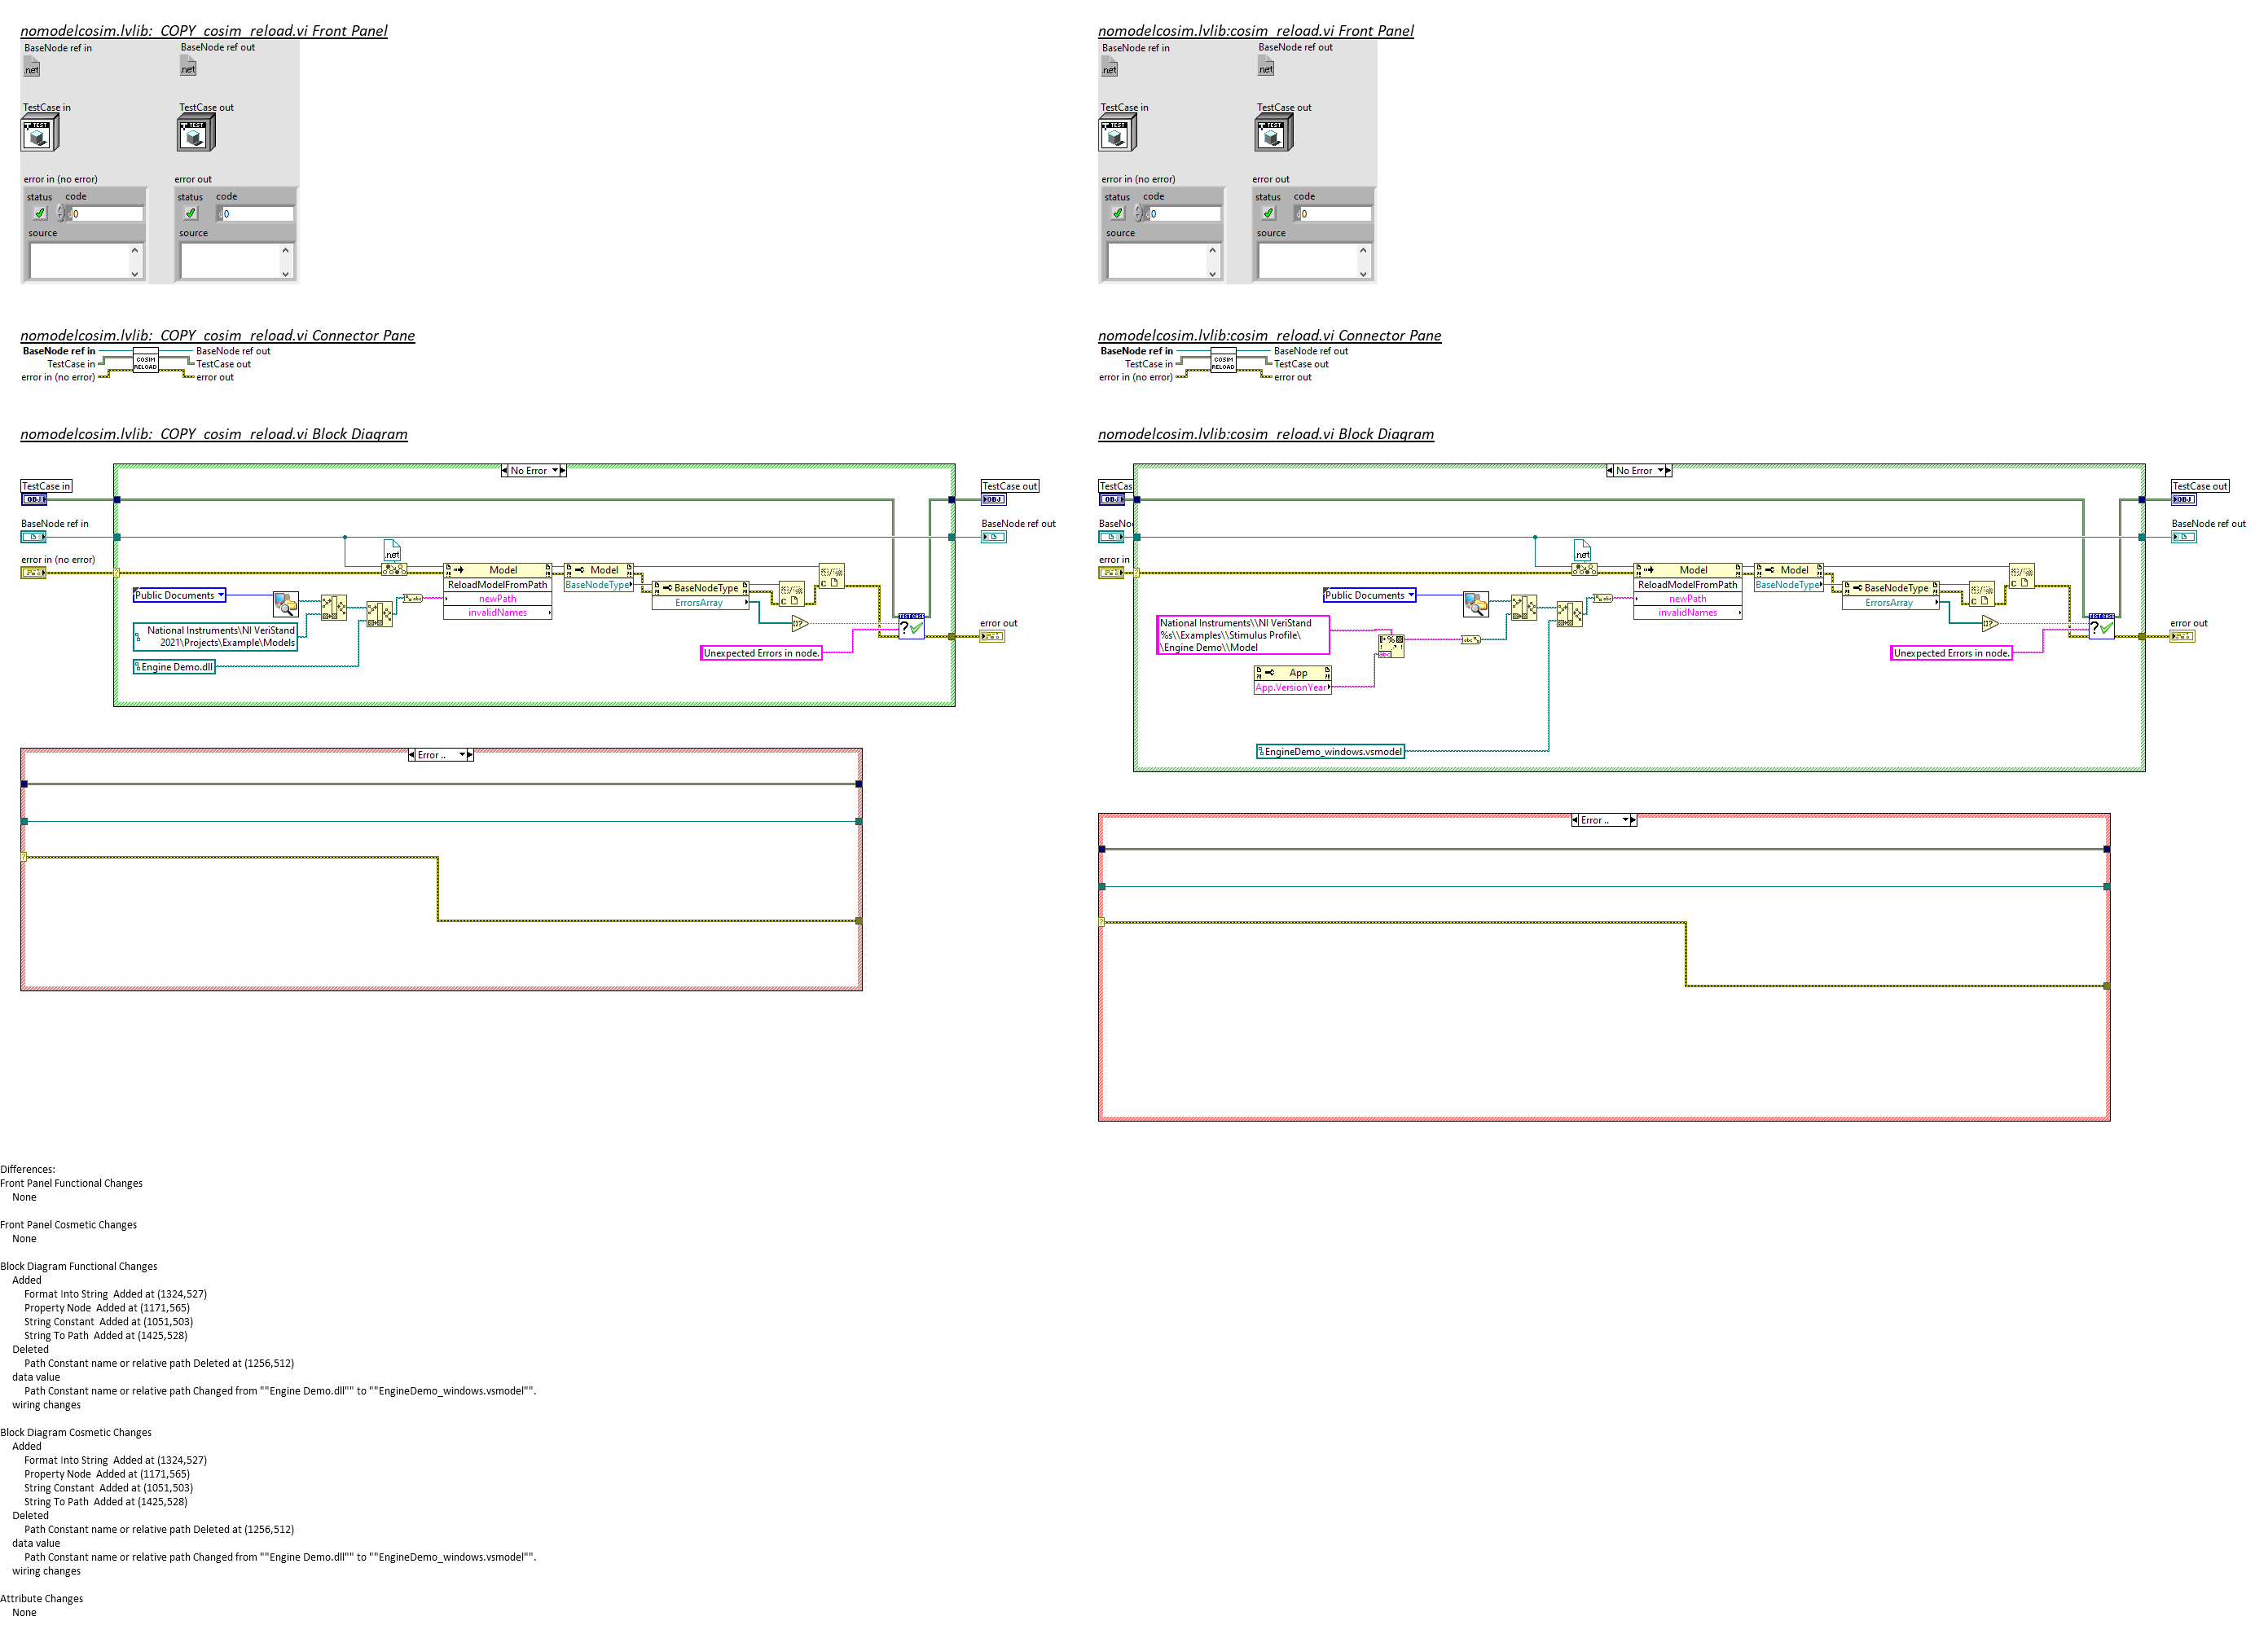 nomodelcosim.lvlib:_COPY_cosim_reload.vi Front Panel
BaseNode ref in
BaseNode ref out
.net
.net
TestCase in
TestCase out
TEST
TEST
error in (no error)
error out
status
code
status
code
0
0
source
source
nomodelcosim.lvlib:_COPY_cosim_reload.vi Connector Pane
BaseNode ref in
BaseNode ref out
TestCase in
COSIM
RELOAD
TestCase out
error in (no error)
error out
nomodelcosim.lvlib:_COPY_cosim_reload.vi Block Diagram
No Error
TestCase in
OBJ
TestCase out
OBJ
BaseNode ref in
BaseNode ref out
.net
error in (no error)
Model
Model
ReloadModelFromPath
BaseNodeType
BaseNodeType
newPath
ErrorsArray
invalidNames
Public Documents
National Instruments\NI VeriStand
2021\Projects\Example\Models
Engine Demo.dll
Unexpected Errors in node.
error out
Error ..
nomodelcosim.lvlib:cosim_reload.vi Front Panel
BaseNode ref in
BaseNode ref out
.net
.net
TestCase in
TestCase out
TEST
TEST
error in (no error)
error out
status
code
status
code
0
0
source
source
nomodelcosim.lvlib:cosim_reload.vi Connector Pane
BaseNode ref in
BaseNode ref out
TestCase in
COSIM
RELOAD
TestCase out
error in (no error)
error out
nomodelcosim.lvlib:cosim_reload.vi Block Diagram
No Error
TestCas
OBJ
TestCase out
OBJ
BaseNo
BaseNode ref out
.net
error in
Model
Model
ReloadModelFromPath
BaseNodeType
BaseNodeType
newPath
ErrorsArray
invalidNames
Public Documents
National Instruments\\NI VeriStand
%s\\Examples\\Stimulus Profile\
\Engine Demo\\Model
App
App.VersionYear
EngineDemo_windows.vsmodel
Unexpected Errors in node.
error out
Error ..
Differences:
Front Panel Functional Changes
None
Front Panel Cosmetic Changes
None
Block Diagram Functional Changes
Added
Format Into String  Added at (1324,527)
Property Node  Added at (1171,565)
String Constant  Added at (1051,503)
String To Path  Added at (1425,528)
Deleted
Path Constant name or relative path Deleted at (1256,512)
data value
Path Constant name or relative path Changed from ""Engine Demo.dll"" to ""EngineDemo_windows.vsmodel"".
wiring changes
Block Diagram Cosmetic Changes
Added
Format Into String  Added at (1324,527)
Property Node  Added at (1171,565)
String Constant  Added at (1051,503)
String To Path  Added at (1425,528)
Deleted
Path Constant name or relative path Deleted at (1256,512)
data value
Path Constant name or relative path Changed from ""Engine Demo.dll"" to ""EngineDemo_windows.vsmodel"".
wiring changes
Attribute Changes
None